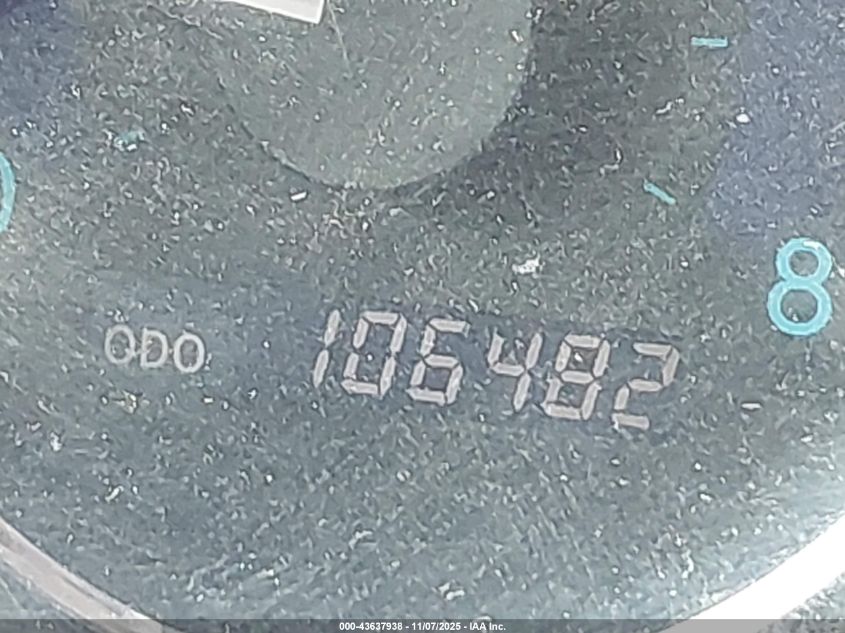 8
ODO 106482
000-43637938 - 11/07/2025 - IAA Inc.